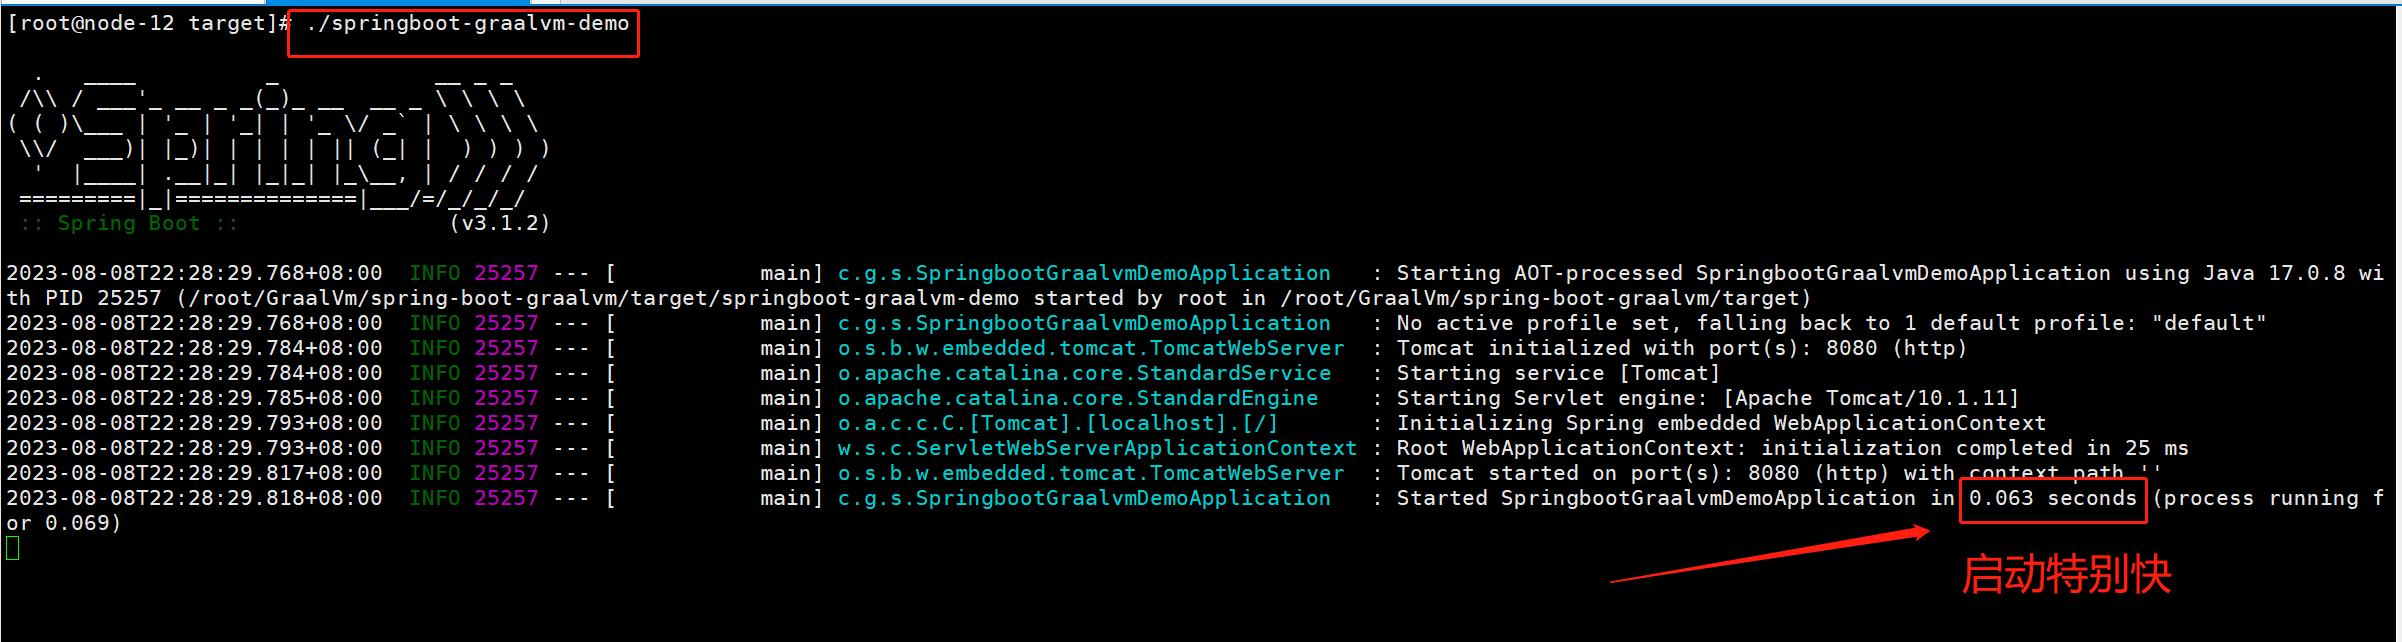 [root@node-12 target]# ./springboot-graalvm-demo
  .   ____          _            __ _ _
 /\\ / ___'_ __ _ _(_)_ __  __ _ \ \ \ \
( ( )\___ | '_ | '_| | '_ \/ _` | \ \ \ \
 \\/  ___)| |_)| | | | | || (_| |  ) ) ) )
  '  |____| .__|_| |_|_| |_\__, | / / / /
 =========|_|==============|___/=/_/_/_/
 :: Spring Boot ::                (v3.1.2)
2023-08-08T22:28:29.768+08:00  INFO 25257 --- [           main] c.g.s.SpringbootGraalvmDemoApplication   : Starting AOT-processed SpringbootGraalvmDemoApplication using Java 17.0.8 wi
th PID 25257 (/root/GraalVm/spring-boot-graalvm/target/springboot-graalvm-demo started by root in /root/GraalVm/spring-boot-graalvm/target)
2023-08-08T22:28:29.768+08:00  INFO 25257 --- [           main] c.g.s.SpringbootGraalvmDemoApplication   : No active profile set, falling back to 1 default profile: "default"
2023-08-08T22:28:29.784+08:00  INFO 25257 --- [           main] o.s.b.w.embedded.tomcat.TomcatWebServer  : Tomcat initialized with port(s): 8080 (http)
2023-08-08T22:28:29.784+08:00  INFO 25257 --- [           main] o.apache.catalina.core.StandardService   : Starting service [Tomcat]
2023-08-08T22:28:29.785+08:00  INFO 25257 --- [           main] o.apache.catalina.core.StandardEngine    : Starting Servlet engine: [Apache Tomcat/10.1.11]
2023-08-08T22:28:29.793+08:00  INFO 25257 --- [           main] o.a.c.c.C.[Tomcat].[localhost].[/]       : Initializing Spring embedded WebApplicationContext
2023-08-08T22:28:29.793+08:00  INFO 25257 --- [           main] w.s.c.ServletWebServerApplicationContext : Root WebApplicationContext: initialization completed in 25 ms
2023-08-08T22:28:29.817+08:00  INFO 25257 --- [           main] o.s.b.w.embedded.tomcat.TomcatWebServer  : Tomcat started on port(s): 8080 (http) with context path ''
2023-08-08T22:28:29.818+08:00  INFO 25257 --- [           main] c.g.s.SpringbootGraalvmDemoApplication   : Started SpringbootGraalvmDemoApplication in 0.063 seconds (process running f
or 0.069)
启动特别快